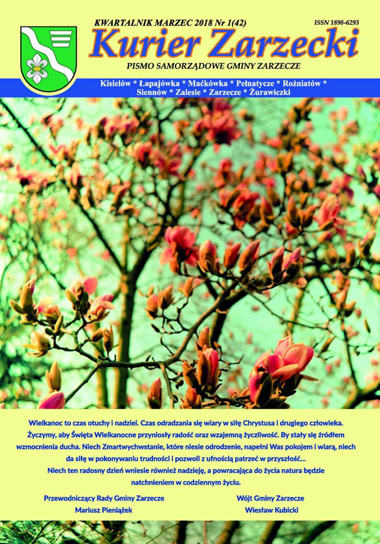 KWARTALNIK MARZEC 2018 Nr 1(42)
ISSN 1898-6293
Kurier Zarzecki
PISMO SAMORZĄDOWE GMINY ZARZECZE
Kisielów * Łapajówka * Maćkówka * Pełnatycze * Rożniatów *
Siennów * Zalesie * Zarzecze * Żurawiczki
Wielkanoc to czas otuchy i nadziei. Czas odradzania się wiary w siłę Chrystusa i drugiego człowieka.
Życzymy, aby Święta Wielkanocne przyniosły radość oraz wzajemną życzliwość. By stały się źródłem
wzmocnienia ducha. Niech Zmartwychwstanie, które niesie odrodzenie, napełni Was pokojem i wiarą, niech
da siłę w pokonywaniu trudności i pozwoli z ufnością patrzeć w przyszłość...
Niech ten radosny dzień wniesie również nadzieję, a powracająca do życia natura będzie
natchnieniem w codziennym życiu.
Przewodniczący Rady Gminy Zarzecze
Mariusz Pieniążek
Wójt Gminy Zarzecze
Wiesław Kubicki